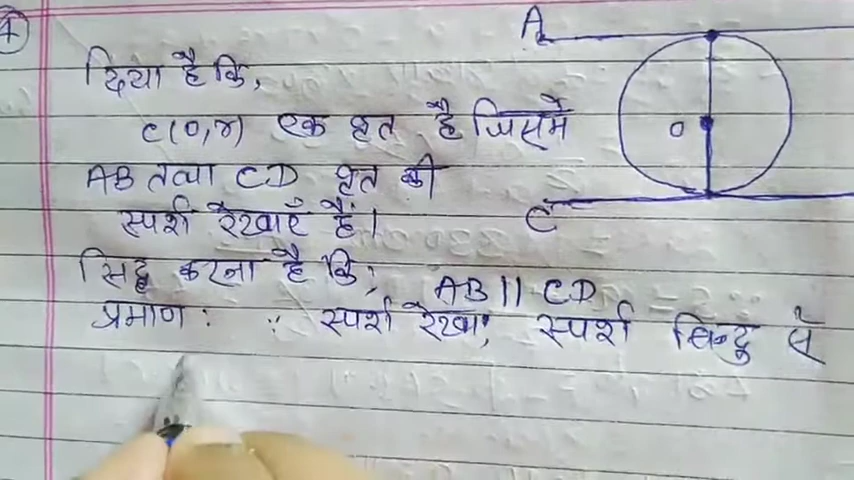 4
A
दिया है कि,
C(O,r) एक वृत है जिसमें
O
AB तथा CD वृत की
स्पर्श रेखाएँ हैं।
C
सिद्ध करना है कि; AB || CD
प्रमाण : ∵ स्पर्श रेखा, स्पर्श बिन्दु से